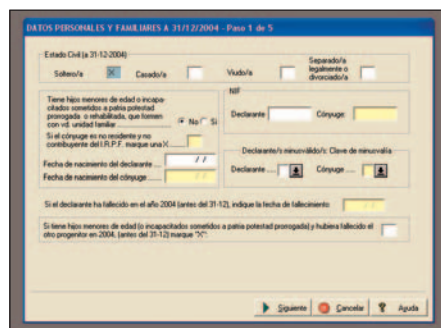 DATOS PERSONALES Y FAMILIARES A 31/12/2004 - Paso 1 de 5
Estado Civil (a 31-12-2004)
Soltero/a X Casado/a Viudo/a Separado/a legalmente o divorciado/a
Tiene hijos menores de edad o incapa-
citados sometidos a patria potestad
prorrogada o rehabilitada, que formen
con vd. unidad familiar ............ No Si
Si el cónyuge es no residente y no
contribuyente del I.R.P.F. marque una X ......
Fecha de nacimiento del declarante .... / /
Fecha de nacimiento del cónyuge .... / /
NIF
Declarante Cónyuge:
Declarante/s minusválido/s: Clave de minusvalía
Declarante .... Cónyuge ....
Si el declarante ha fallecido en el año 2004 (antes del 31-12), indique la fecha de fallecimiento: / /
Si tiene hijos menores de edad (o incapacitados sometidos a patria potestad prorrogada) y hubiera fallecido el
otro progenitor en 2004, (antes del 31-12) marque "X":
Siguiente Cancelar Ayuda